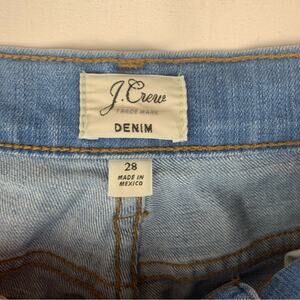 J.Crew
TRADE MARK
DENIM
28
MADE IN
MEXICO